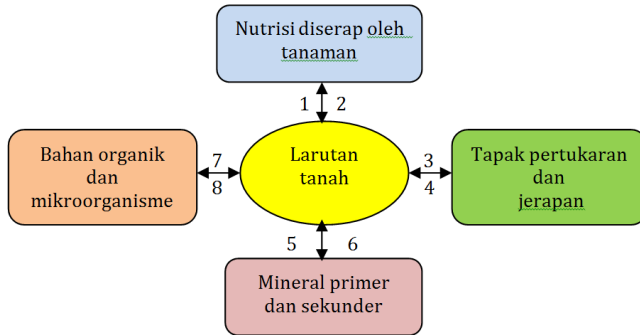 Nutrisi diserap oleh
tanaman
1 2
Bahan organik
dan
mikroorganisme
7
8
Larutan
tanah
3
4
Tapak pertukaran
dan
jerapan
5 6
Mineral primer
dan sekunder